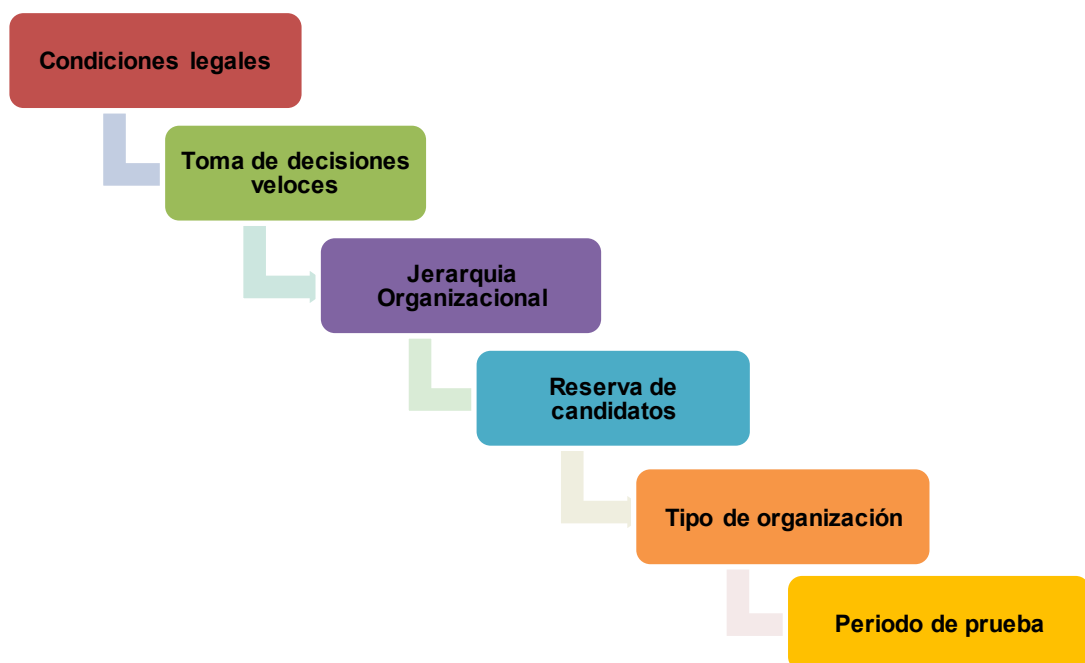 Condiciones legales
Toma de decisiones
veloces
Jerarquia
Organizacional
Reserva de
candidatos
Tipo de organización
Periodo de prueba